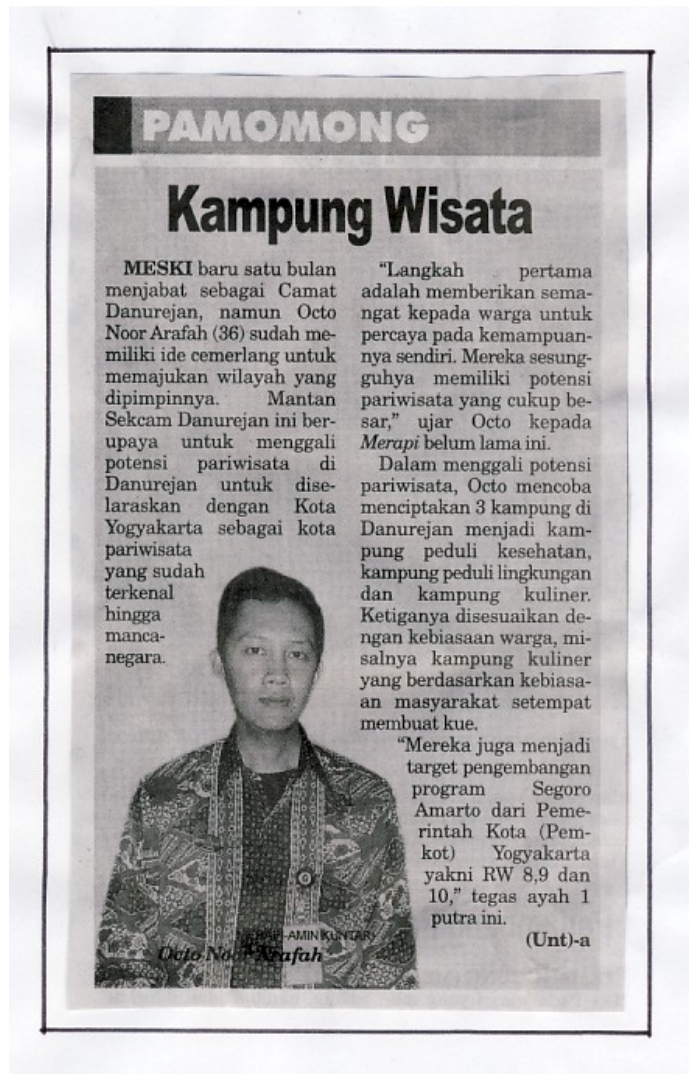 PAMOMONG
Kampung Wisata
MESKI baru satu bulan
menjabat sebagai Camat
Danurejan, namun Octo
Noor Arafah (36) sudah me-
miliki ide cemerlang untuk
memajukan wilayah yang
dipimpinnya. Mantan
Sekcam Danurejan ini ber-
upaya untuk menggali
potensi pariwisata di
Danurejan untuk dise-
laraskan dengan Kota
Yogyakarta sebagai kota
pariwisata
yang sudah
terkenal
hingga
manca-
negara.
"Langkah pertama
adalah memberikan sema-
ngat kepada warga untuk
percaya pada kemampuan-
nya sendiri. Mereka sesung-
guhya memiliki potensi
pariwisata yang cukup be-
sar," ujar Octo kepada
Merapi belum lama ini.
Dalam menggali potensi
pariwisata, Octo mencoba
menciptakan 3 kampung di
Danurejan menjadi kam-
pung peduli kesehatan,
kampung peduli lingkungan
dan kampung kuliner.
Ketiganya disesuaikan de-
ngan kebiasaan warga, mi-
salnya kampung kuliner
yang berdasarkan kebiasa-
an masyarakat setempat
membuat kue.
"Mereka juga menjadi
target pengembangan
program Segoro
Amarto dari Peme-
rintah Kota (Pem-
kot) Yogyakarta
yakni RW 8,9 dan
10," tegas ayah 1
putra ini.
(Unt)-a
MERAPI-AMIN KUNTARI
Octo Noor Arafah